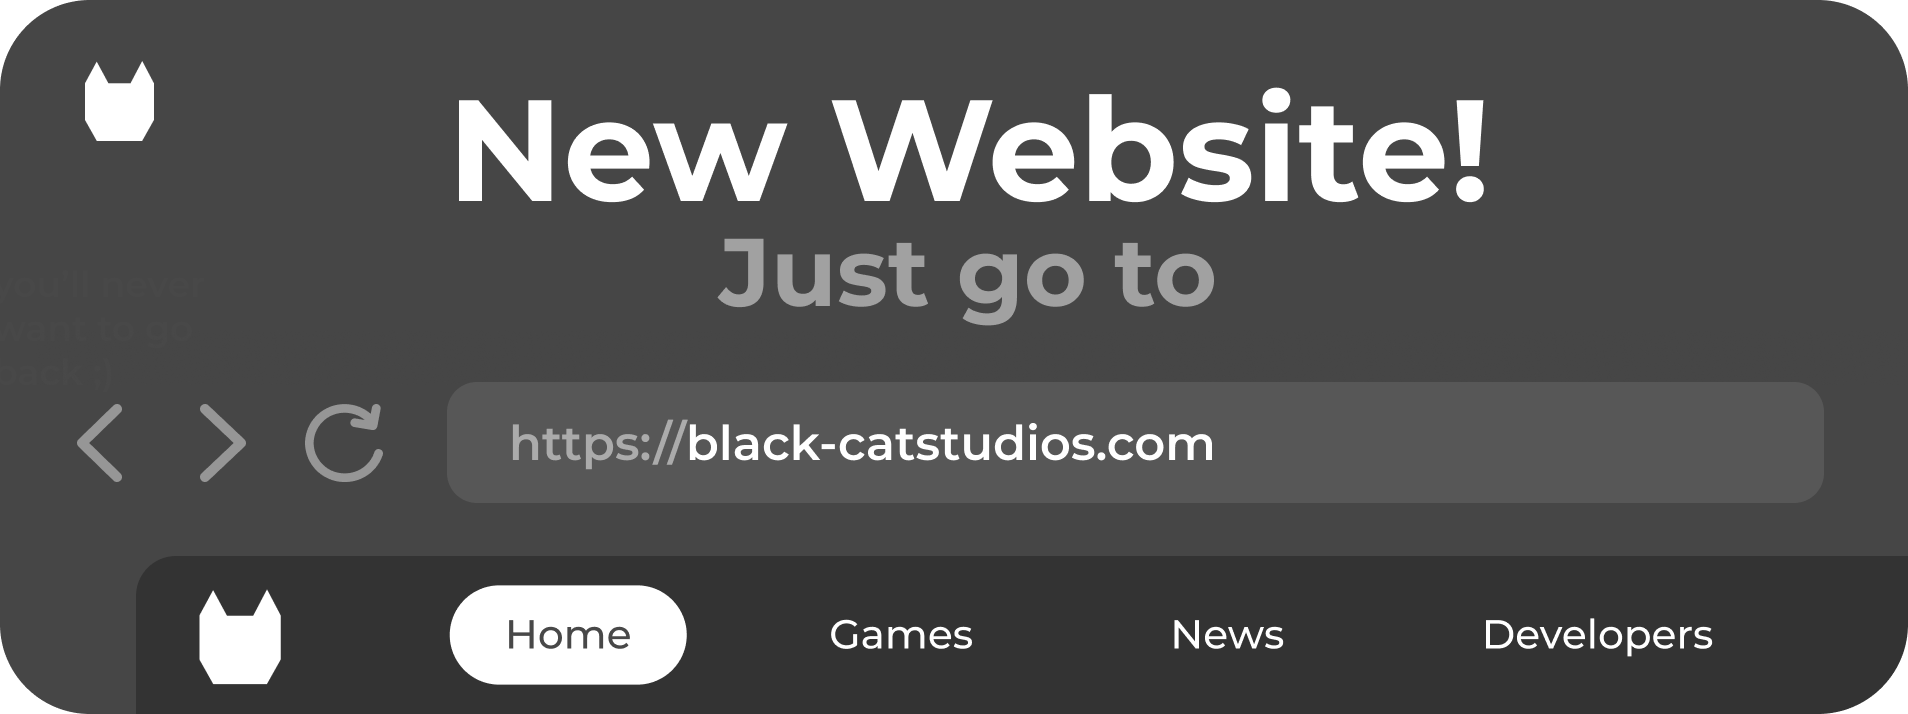 New Website!
Just go to
you'll never
want to go
back ;)
https://black-catstudios.com
Home
Games
News
Developers